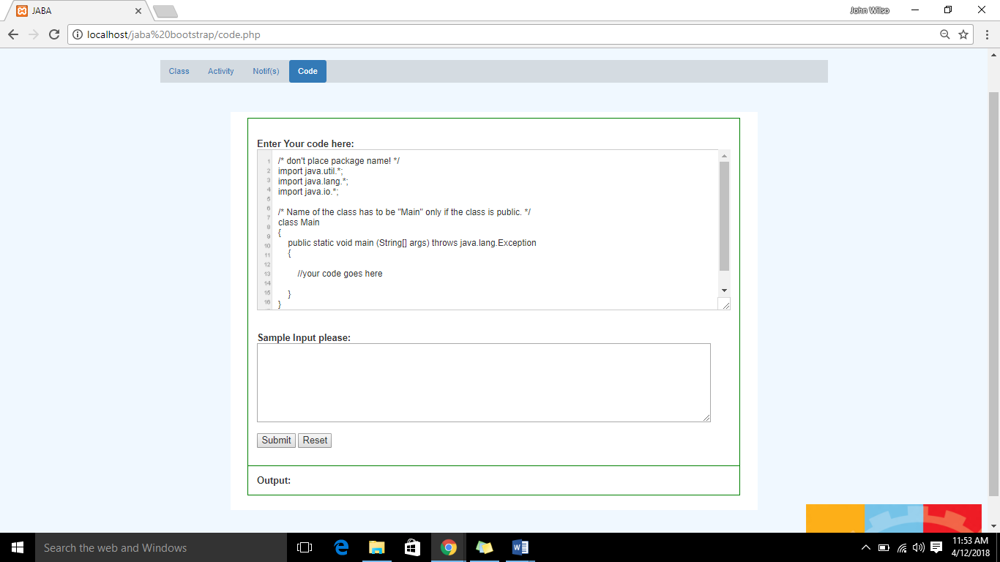 JABA
John Wilso
localhost/jaba%20bootstrap/code.php
Class Activity Notif(s) Code
Enter Your code here:
1 /* don't place package name! */
2 import java.util.*;
3 import java.lang.*;
4 import java.io.*;
5
6 /* Name of the class has to be "Main" only if the class is public. */
7 class Main
8 {
9 public static void main (String[] args) throws java.lang.Exception
10 {
11
12 //your code goes here
13
14 }
15 }
16
Sample Input please:
Submit Reset
Output:
Search the web and Windows
11:53 AM
4/12/2018